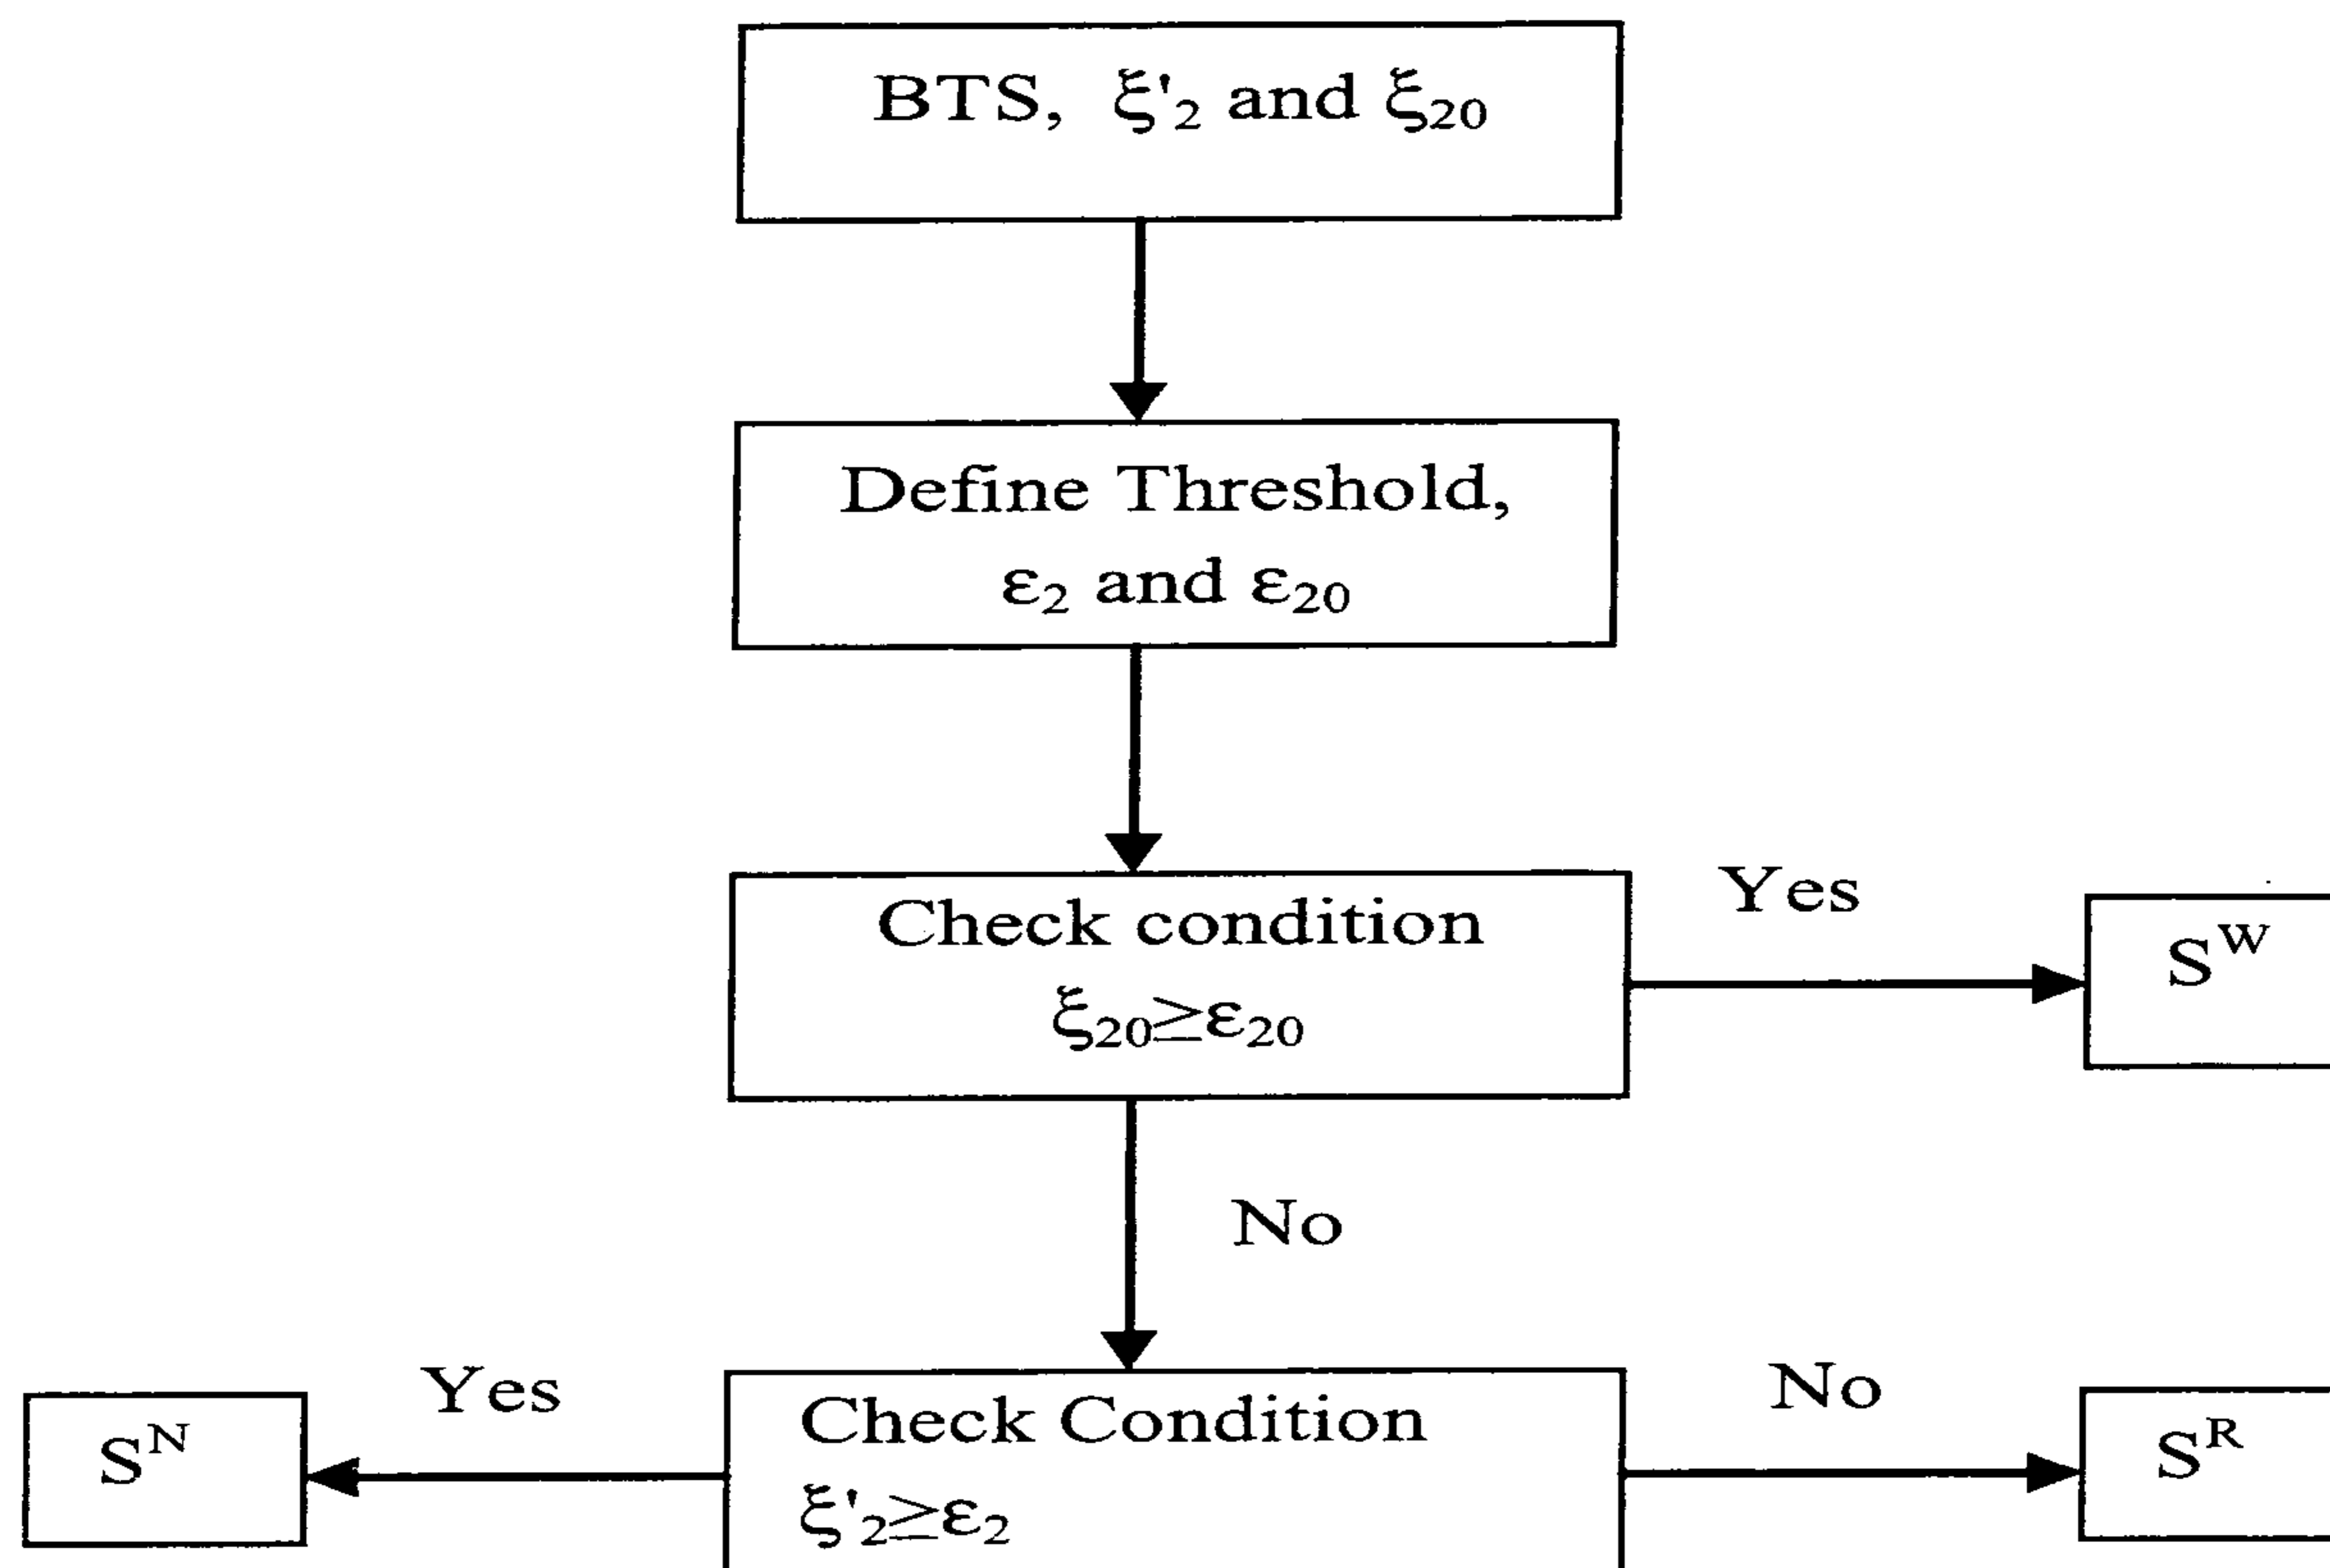 BTS, ξ'₂ and ξ₂₀
Define Threshold,
ε₂ and ε₂₀
Check condition
ξ₂₀≥ε₂₀
Yes
Sᵂ
No
Yes
Sᴺ
Check Condition
ξ'₂≥ε₂
No
Sᴿ